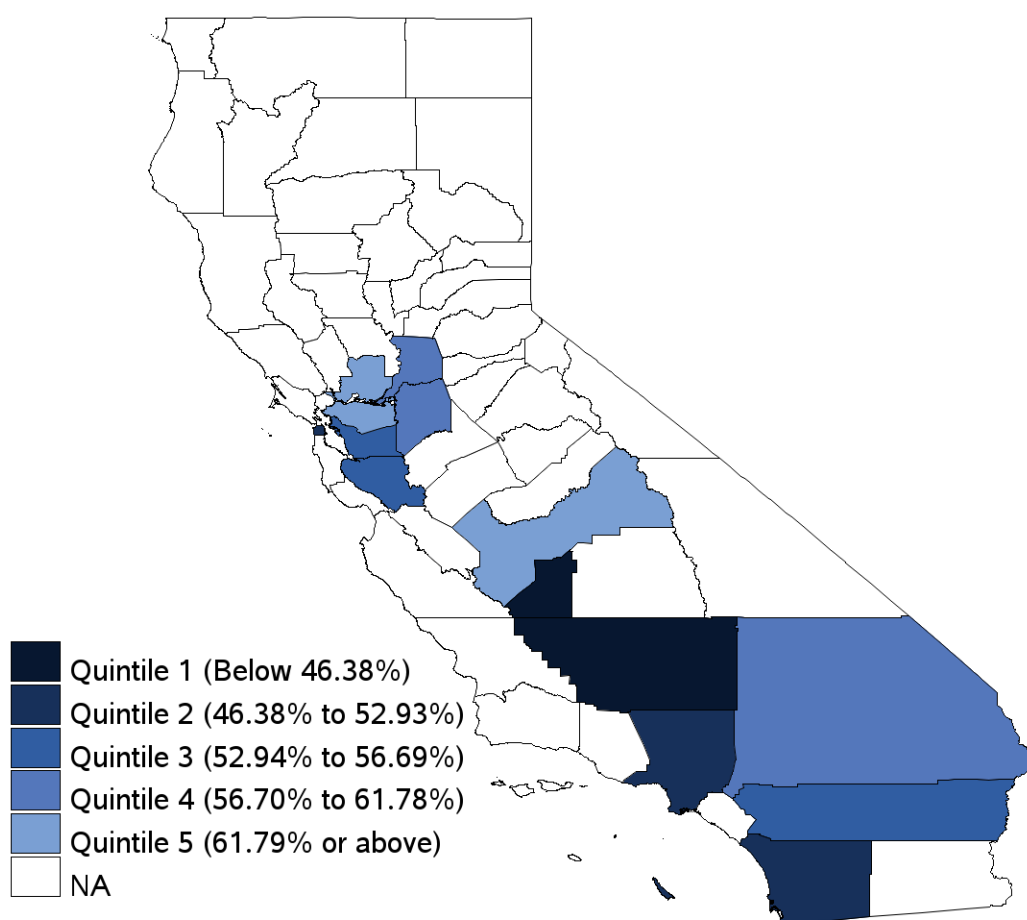 Quintile 1 (Below 46.38%)
Quintile 2 (46.38% to 52.93%)
Quintile 3 (52.94% to 56.69%)
Quintile 4 (56.70% to 61.78%)
Quintile 5 (61.79% or above)
NA